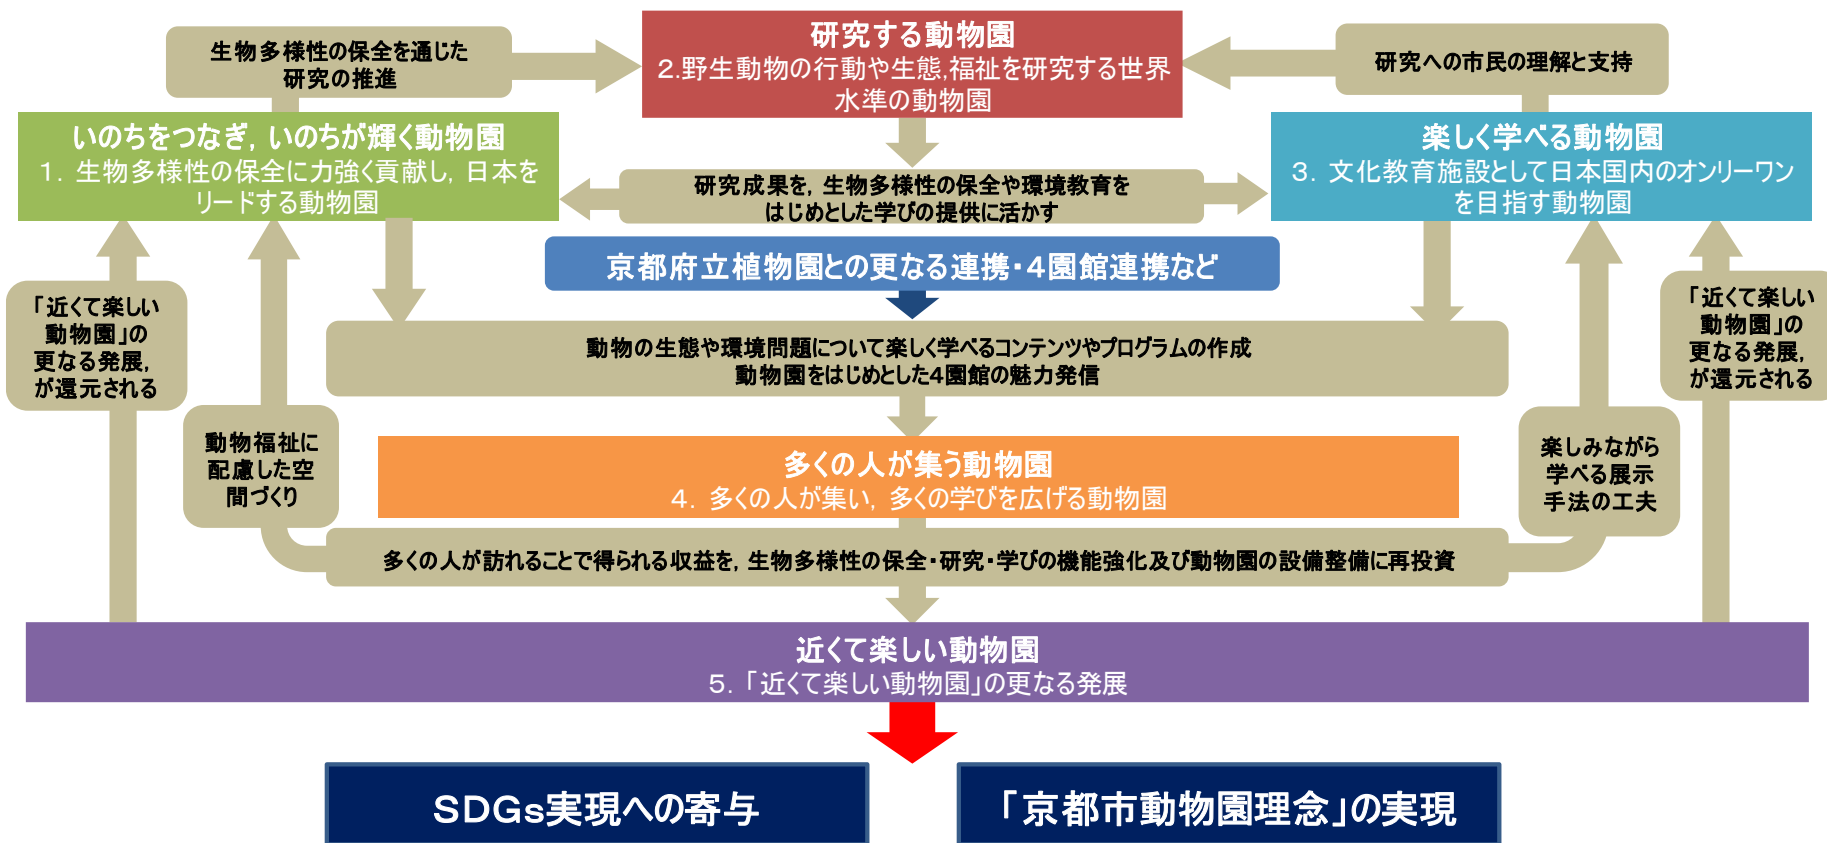 研究する動物園
2.野生動物の行動や生態,福祉を研究する世界
水準の動物園
生物多様性の保全を通じた
研究の推進
研究への市民の理解と支持
いのちをつなぎ，いのちが輝く動物園
１．生物多様性の保全に力強く貢献し，日本を
リードする動物園
楽しく学べる動物園
３．文化教育施設として日本国内のオンリーワン
を目指す動物園
研究成果を，生物多様性の保全や環境教育を
はじめとした学びの提供に活かす
京都府立植物園との更なる連携・４園館連携など
「近くて楽しい
動物園」の
更なる発展，
が還元される
「近くて楽しい
動物園」の
更なる発展，
が還元される
動物の生態や環境問題について楽しく学べるコンテンツやプログラムの作成
動物園をはじめとした4園館の魅力発信
動物福祉に
配慮した空
間づくり
多くの人が集う動物園
４．多くの人が集い，多くの学びを広げる動物園
楽しみながら
学べる展示
手法の工夫
多くの人が訪れることで得られる収益を，生物多様性の保全・研究・学びの機能強化及び動物園の設備整備に再投資
近くて楽しい動物園
５．「近くて楽しい動物園」の更なる発展
ＳＤＧｓ実現への寄与
「京都市動物園理念」の実現